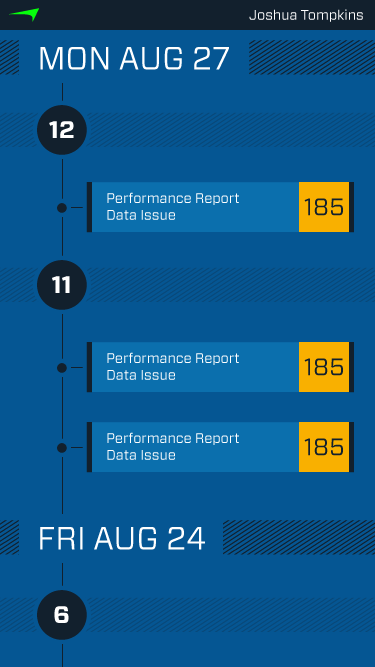 Joshua Tompkins
MON AUG 27
12
Performance Report
Data Issue
185
11
Performance Report
Data Issue
185
Performance Report
Data Issue
185
FRI AUG 24
6